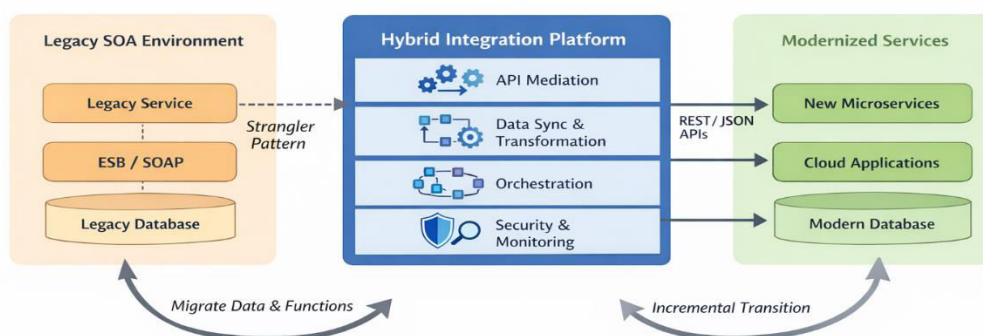 Legacy SOA Environment
Legacy Service
ESB / SOAP
Legacy Database
Strangler
Pattern
Hybrid Integration Platform
API Mediation
Data Sync &
Transformation
Orchestration
Security &
Monitoring
REST/ JSON
APIs
Modernized Services
New Microservices
Cloud Applications
Modern Database
Migrate Data & Functions
Incremental Transition